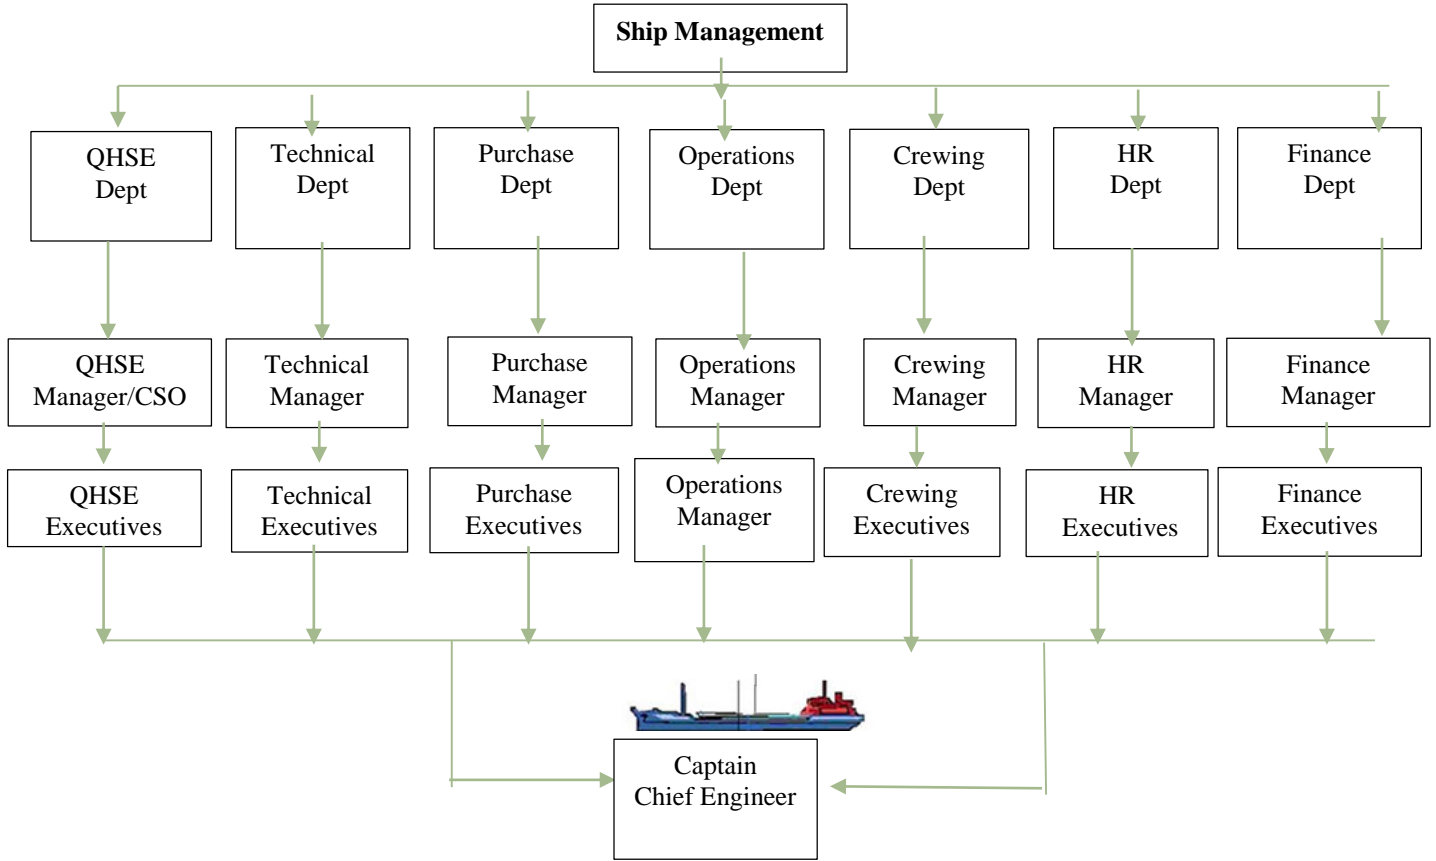 Ship Management
QHSE
Dept
Technical
Dept
Purchase
Dept
Operations
Dept
Crewing
Dept
HR
Dept
Finance
Dept
QHSE
Manager/CSO
Technical
Manager
Purchase
Manager
Operations
Manager
Crewing
Manager
HR
Manager
Finance
Manager
QHSE
Executives
Technical
Executives
Purchase
Executives
Operations
Manager
Crewing
Executives
HR
Executives
Finance
Executives
Captain
Chief Engineer